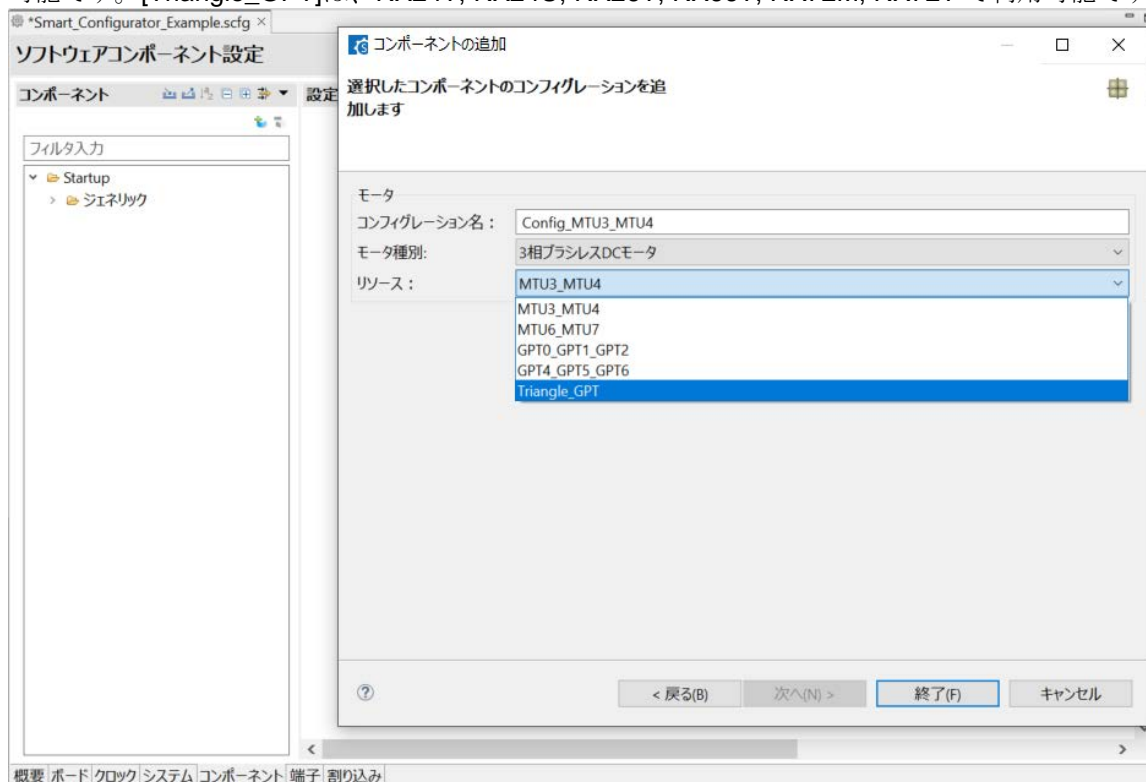 *Smart_Configurator_Example.scfg
ソフトウェアコンポーネント設定
コンポーネント
設定
フィルタ入力
Startup
ジェネリック
コンポーネントの追加
選択したコンポーネントのコンフィグレーションを追
加します
モータ
コンフィグレーション名： Config_MTU3_MTU4
モータ種別: 3相ブラシレスDCモータ
リソース： MTU3_MTU4
MTU3_MTU4
MTU6_MTU7
GPT0_GPT1_GPT2
GPT4_GPT5_GPT6
Triangle_GPT
< 戻る(B) 次へ(N) > 終了(F) キャンセル
概要 ボード クロック システム コンポーネント 端子 割り込み